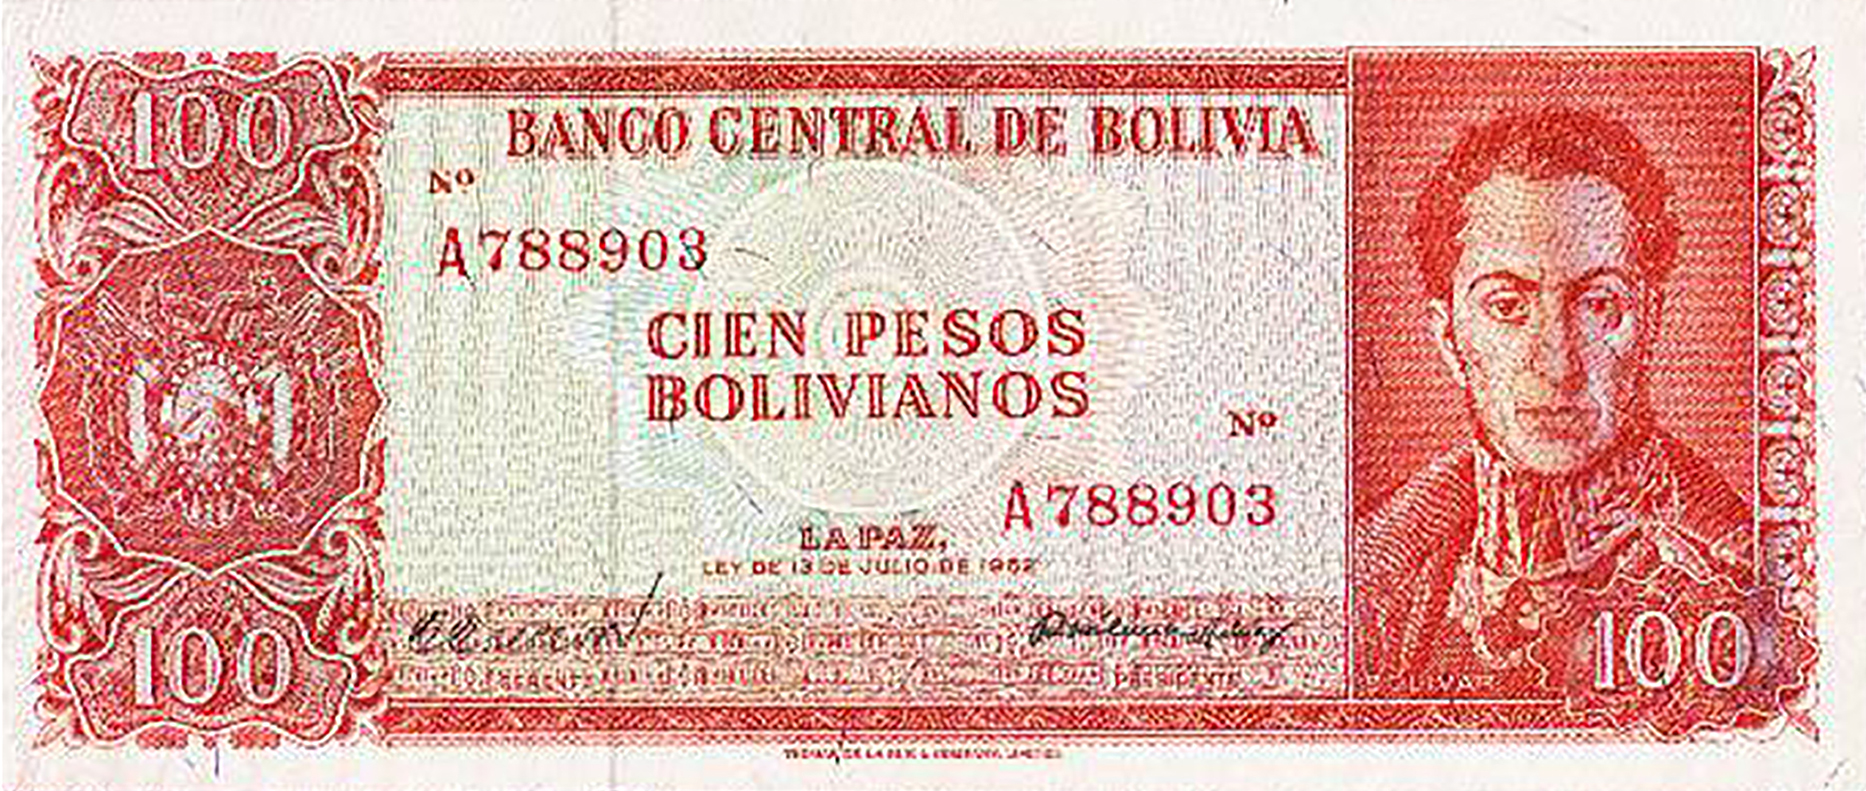 100
BANCO CENTRAL DE BOLIVIA
Nº
A788903
CIEN PESOS
BOLIVIANOS
Nº
A788903
LA PAZ,
LEY DE 13 DE JULIO DE 1962
PRESIDENTE
100
100